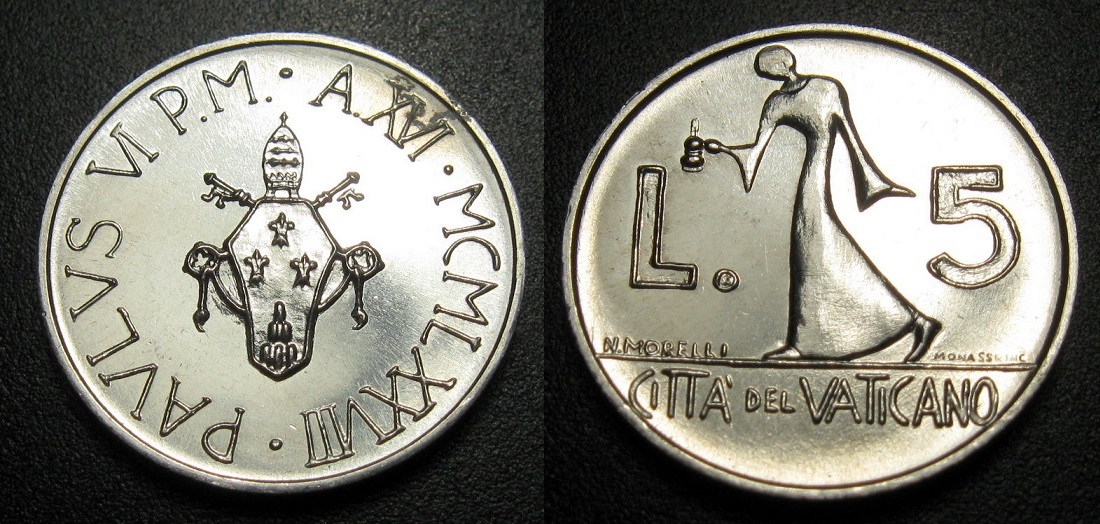 PAVLVS VI P.M. · A.XVI · MCMLXXVIII ·
L. 5
N. MORELLI
MONASSI INC.
CITTA' DEL VATICANO